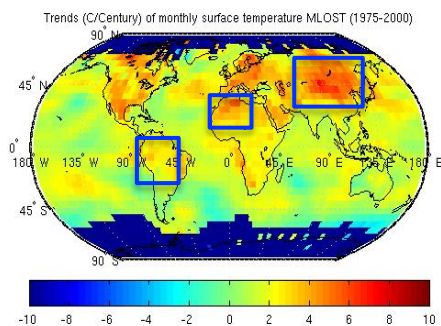 Trends (C/Century) of monthly surface temperature MLOST (1975-2000)
90° N
45° N
0°
180° W 135° W 90° W 45° W 0° 45° E 90° E 135° E 180° E
45° S
90° S
-10 -8 -6 -4 -2 0 2 4 6 8 10